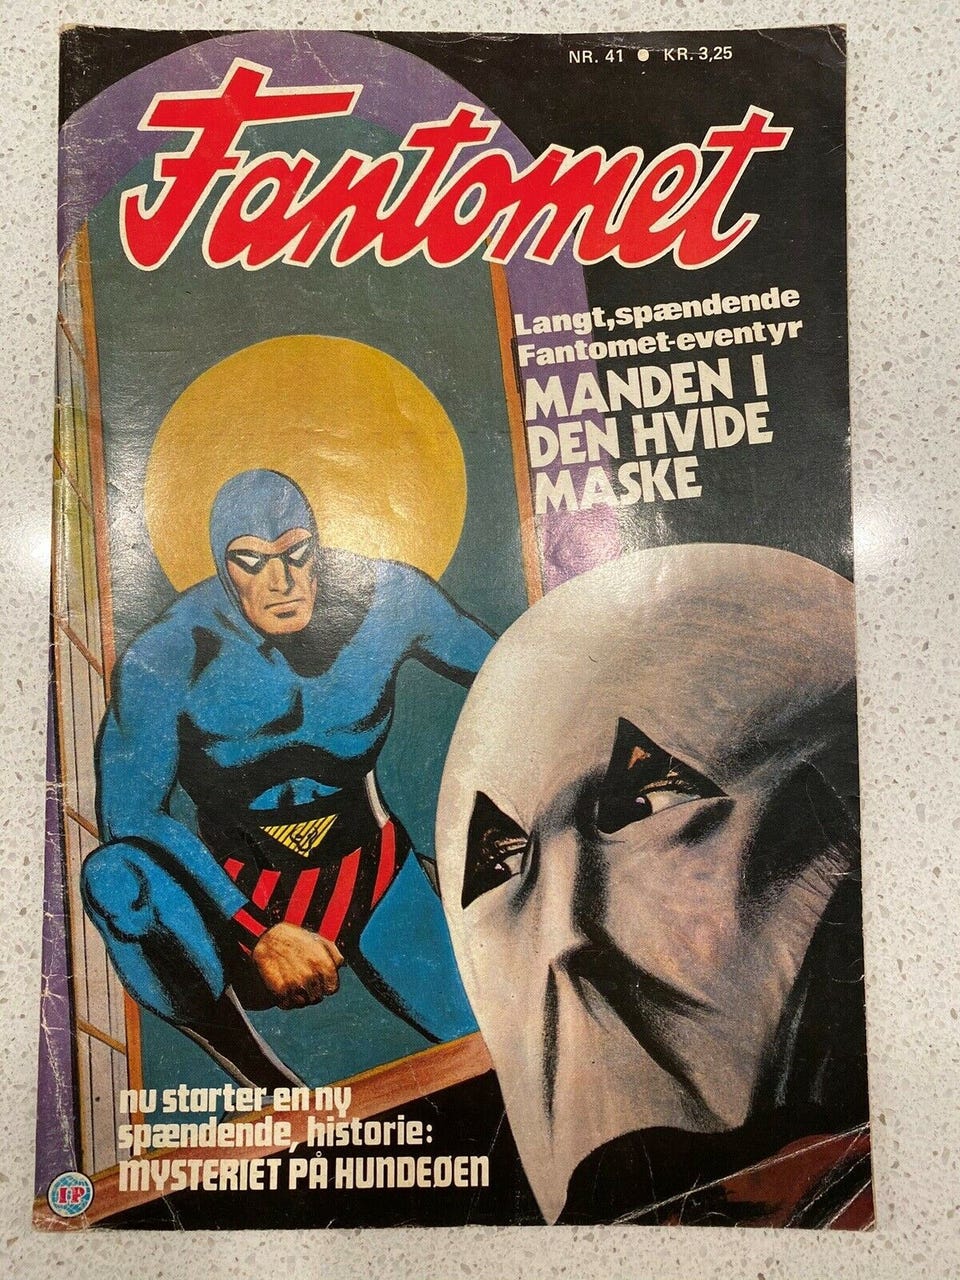 NR. 41 ● KR. 3,25
Fantomet
Langt,spændende
Fantomet-eventyr
MANDEN I
DEN HVIDE
MASKE
nu starter en ny
spændende, historie:
MYSTERIET PÅ HUNDEØEN
I·P